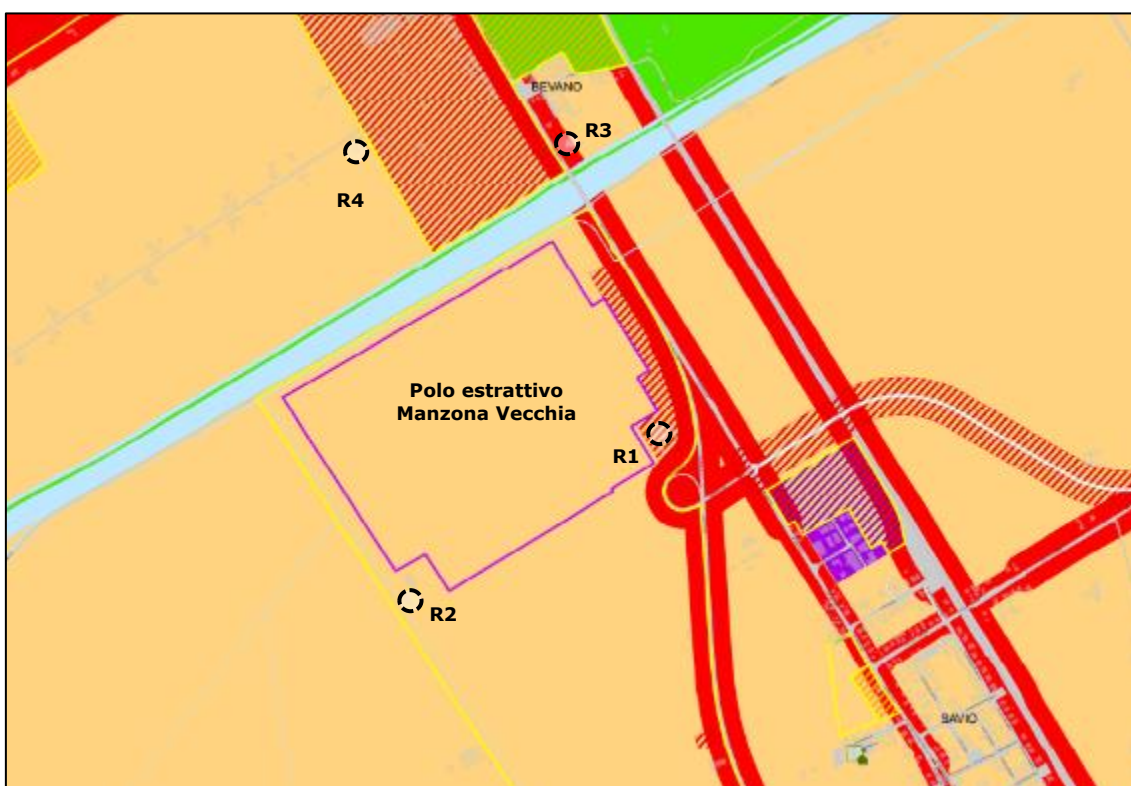 BEVANO
R3
R4
Polo estrattivo
Manzona Vecchia
R1
R2
SAVIO